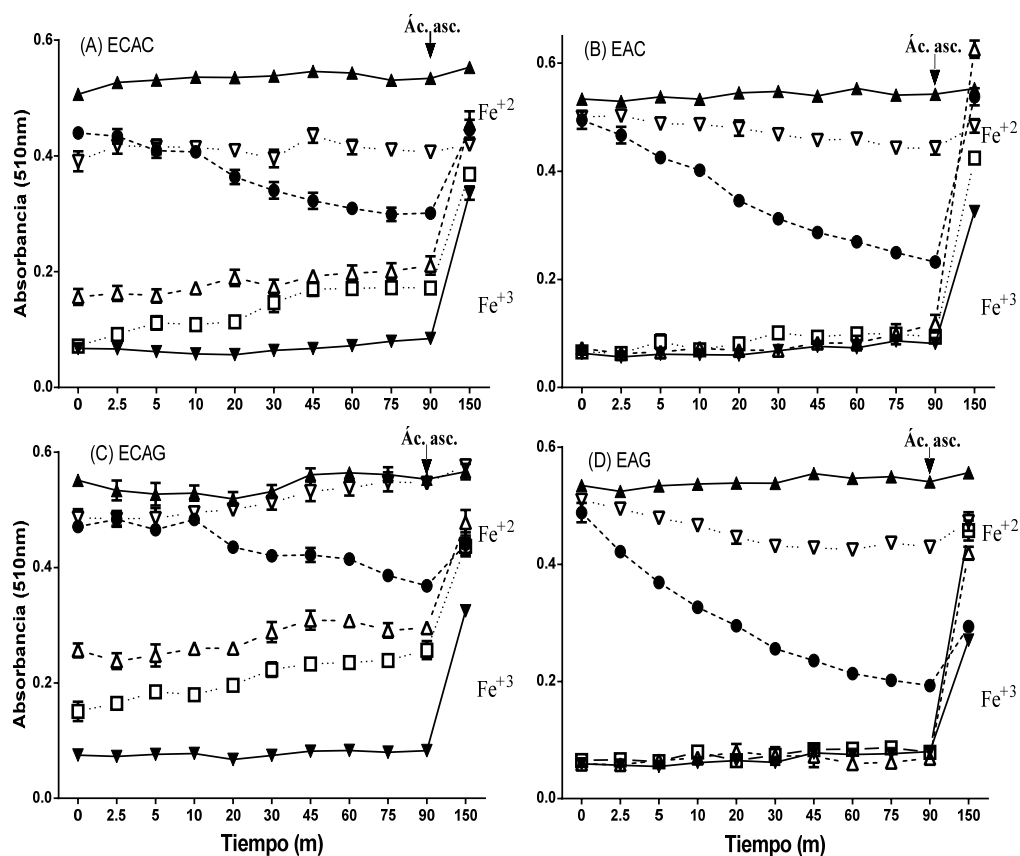 (A) ECAC
Ác. asc.
0.6
0.4
0.2
0.0
Absorbancia (510nm)
Fe+2
Fe+3
0 2.5 5 10 20 30 45 60 75 90 150
(B) EAC
Ác. asc.
0.6
0.4
0.2
0.0
Fe+2
Fe+3
0 2.5 5 10 20 30 45 60 75 90 150
(C) ECAG
Ác. asc.
0.6
0.4
0.2
0.0
Absorbancia (510nm)
Fe+2
Fe+3
0 2.5 5 10 20 30 45 60 75 90 150
Tiempo (m)
(D) EAG
Ác. asc.
0.6
0.4
0.2
0.0
Fe+2
Fe+3
0 2.5 5 10 20 30 45 60 75 90 150
Tiempo (m)